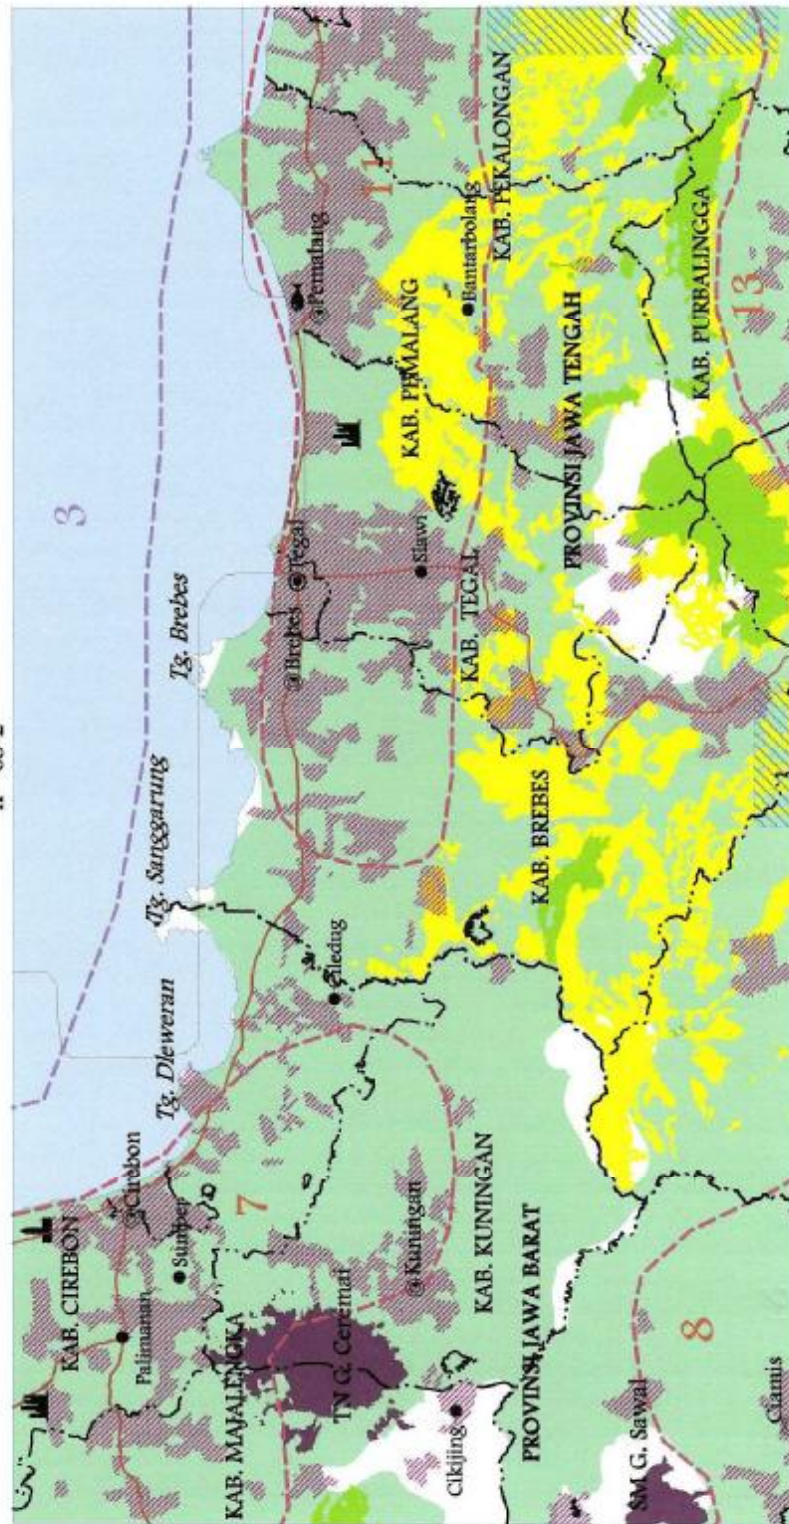 3
KAB. CIREBON
Cirebon
Palimanan
Sumber
Tg. Dleweran
Tg. Sanggarung
Tg. Brebes
KAB. MAJALENGKA
7
Brebes
Tegal
Pemalang
TN G. Ceremai
Ciledug
11
Kuningan
Slawi
KAB. PEMALANG
Cikijing
KAB. TEGAL
Bantarbolang
KAB. KUNINGAN
KAB. PEKALONGAN
PROVINSI JAWA BARAT
KAB. BREBES
PROVINSI JAWA TENGAH
SM G. Sawal
8
KAB. PURBALINGGA
13
Ciamis